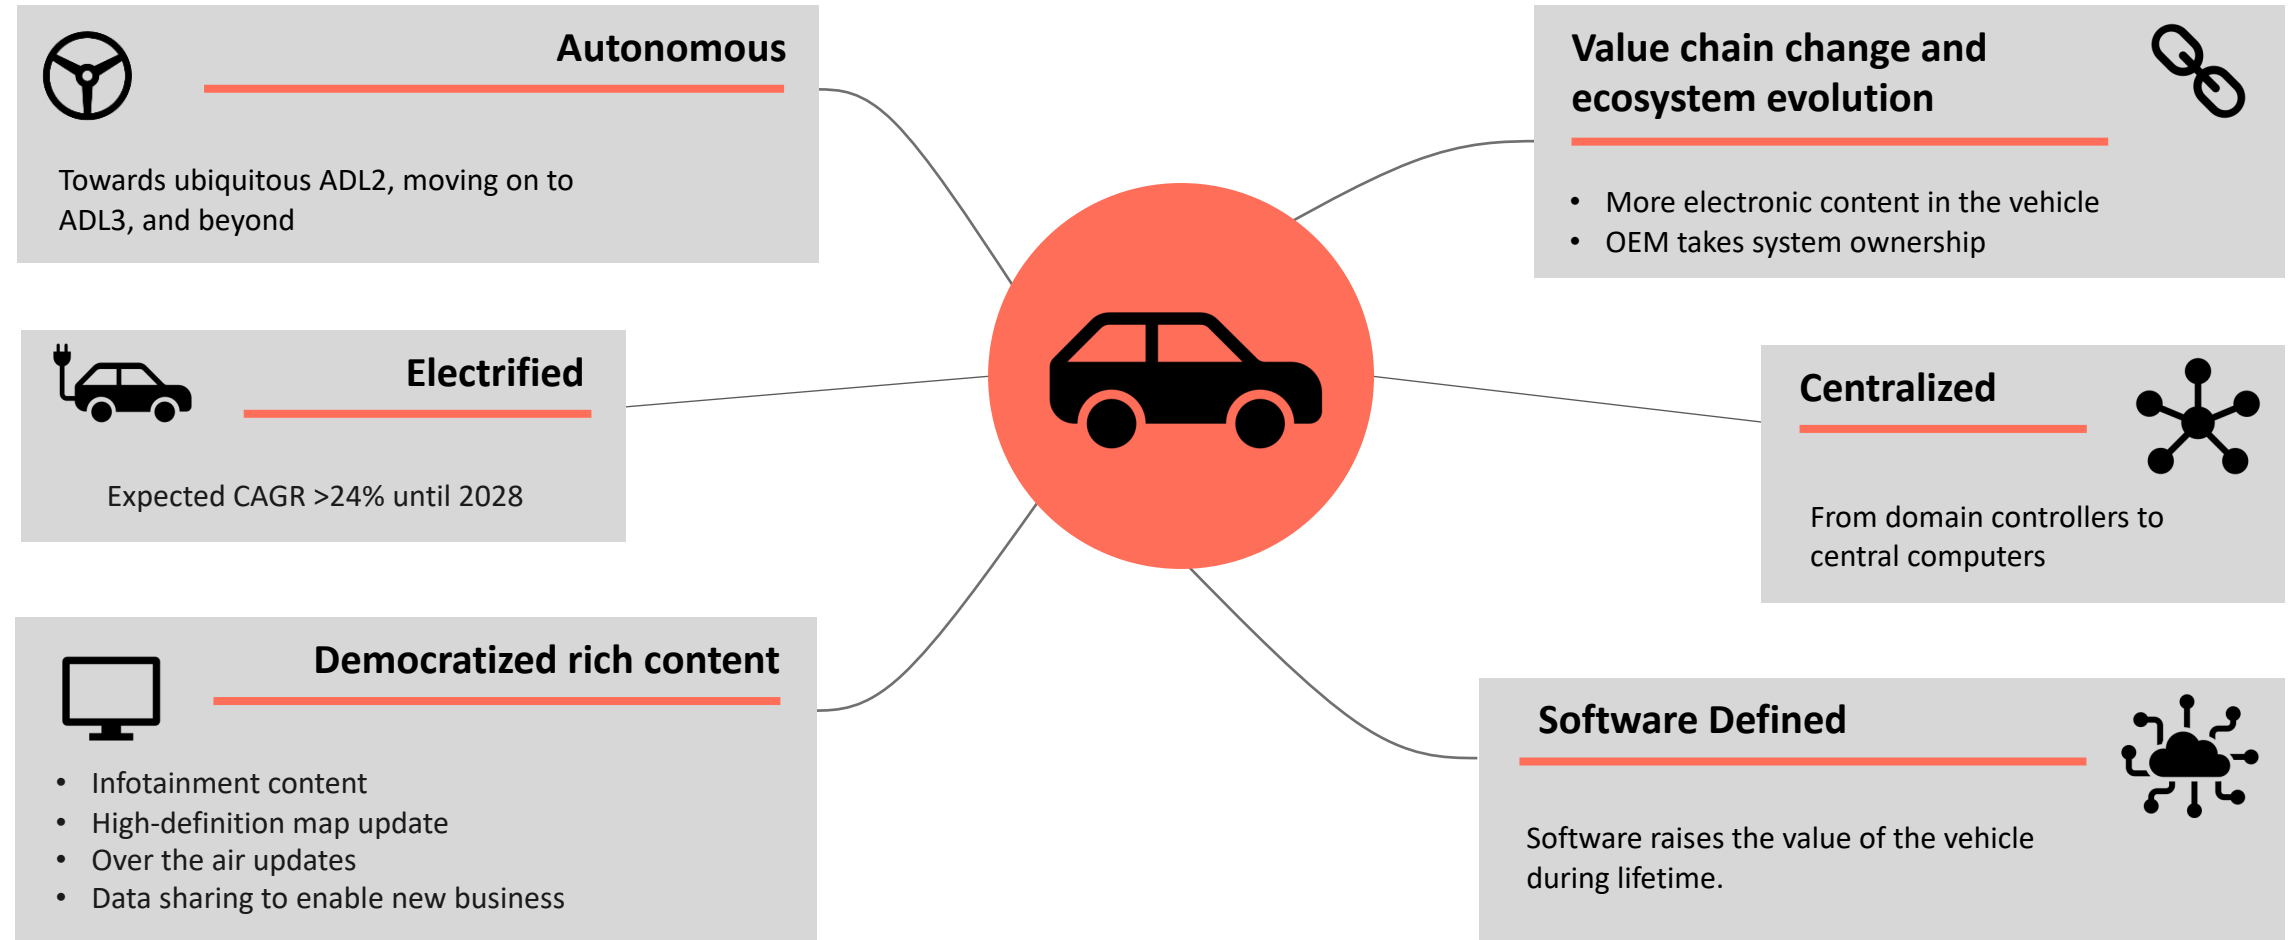 Autonomous
Towards ubiquitous ADL2, moving on to
ADL3, and beyond
Electrified
Expected CAGR >24% until 2028
Democratized rich content
• Infotainment content
• High-definition map update
• Over the air updates
• Data sharing to enable new business
Value chain change and
ecosystem evolution
• More electronic content in the vehicle
• OEM takes system ownership
Centralized
From domain controllers to
central computers
Software Defined
Software raises the value of the vehicle
during lifetime.